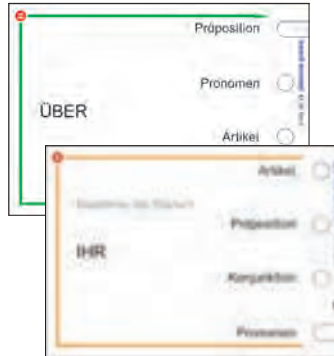 Präposition
Pronomen
ÜBER
Artikel
Artikel
Präposition
IHR
Konjunktion
Pronomen